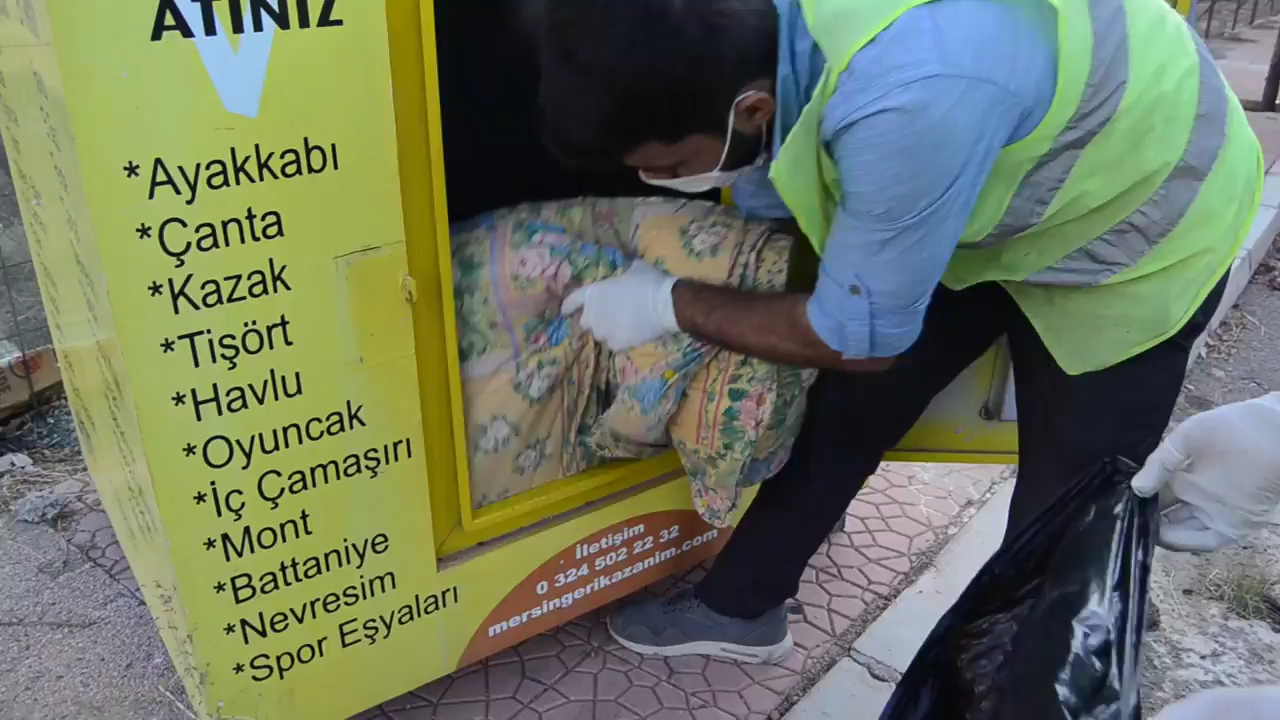 ATINIZ
*Ayakkabı
*Çanta
*Kazak
*Tişört
*Havlu
*Oyuncak
*İç Çamaşırı
*Mont
*Battaniye
*Nevresim
*Spor Eşyaları
İletişim
0 324 502 22 32
mersingerikazanim.com